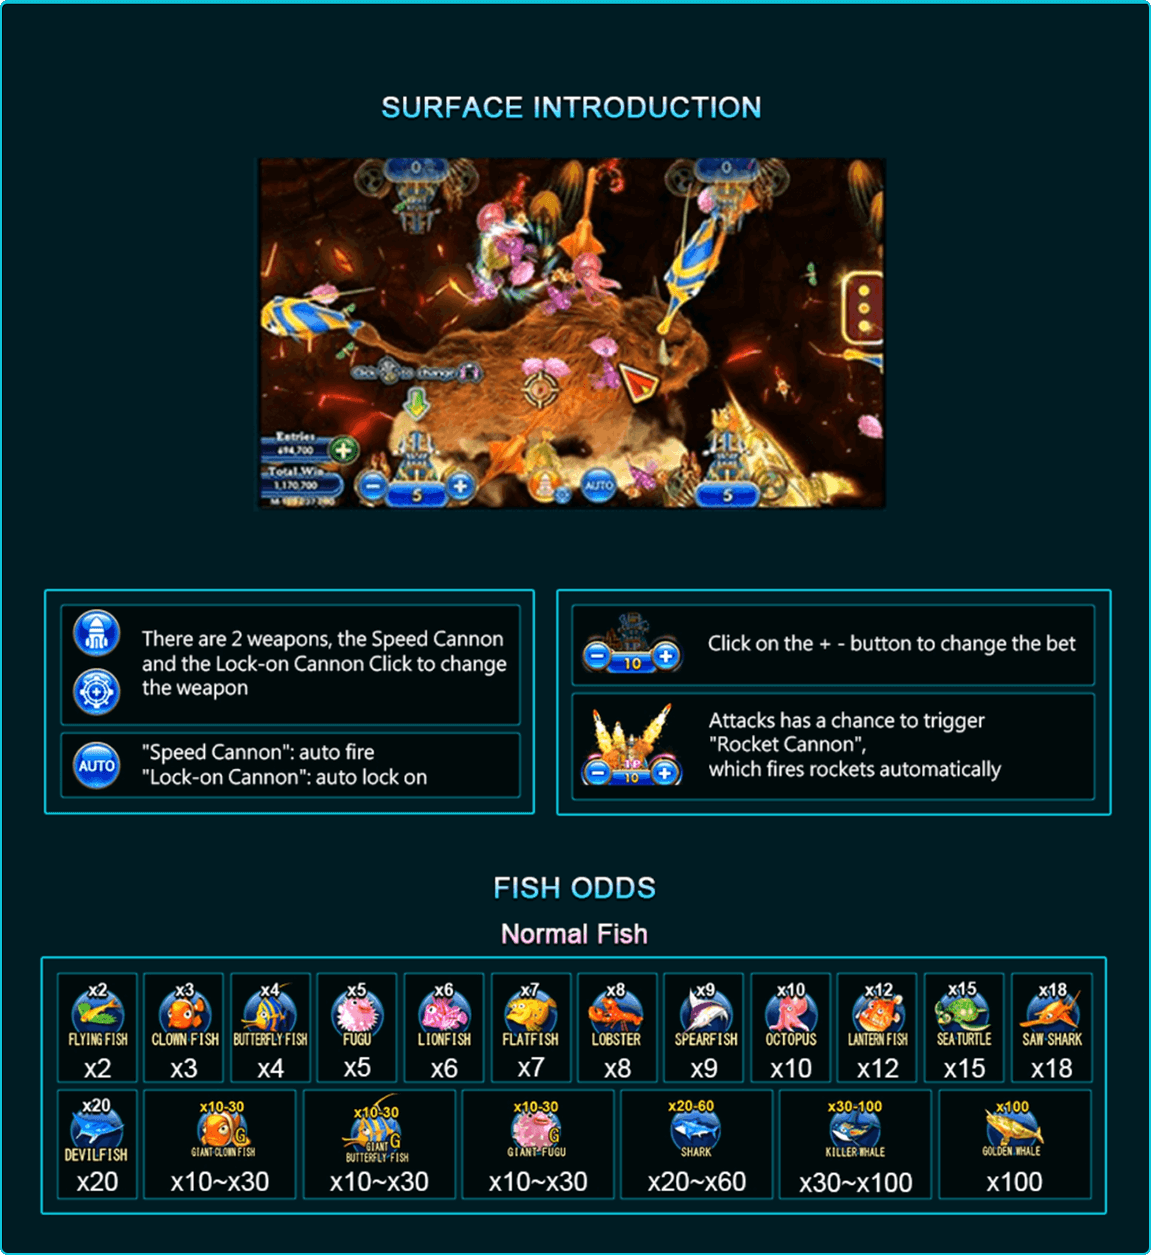 SURFACE INTRODUCTION
0
0
Click to change
Entries
694,700
Total Win
1,170,700
5
AUTO
5
There are 2 weapons, the Speed Cannon
and the Lock-on Cannon Click to change
the weapon
AUTO
"Speed Cannon": auto fire
"Lock-on Cannon": auto lock on
10
Click on the + - button to change the bet
10
Attacks has a chance to trigger
"Rocket Cannon",
which fires rockets automatically
FISH ODDS
Normal Fish
x2 x3 x4 x5 x6 x7 x8 x9 x10 x12 x15 x18
FLYING FISH CLOWN FISH BUTTERFLY FISH FUGU LIONFISH FLATFISH LOBSTER SPEARFISH OCTOPUS LANTERN FISH SEA TURTLE SAW SHARK
x2 x3 x4 x5 x6 x7 x8 x9 x10 x12 x15 x18
x20 x10-30 x10-30 x10-30 x20-60 x30-100 x100
G G G
DEVILFISH GIANT CLOWN FISH GIANT BUTTERFLY FISH GIANT FUGU SHARK KILLER WHALE GOLDEN WHALE
x20 x10~x30 x10~x30 x10~x30 x20~x60 x30~x100 x100